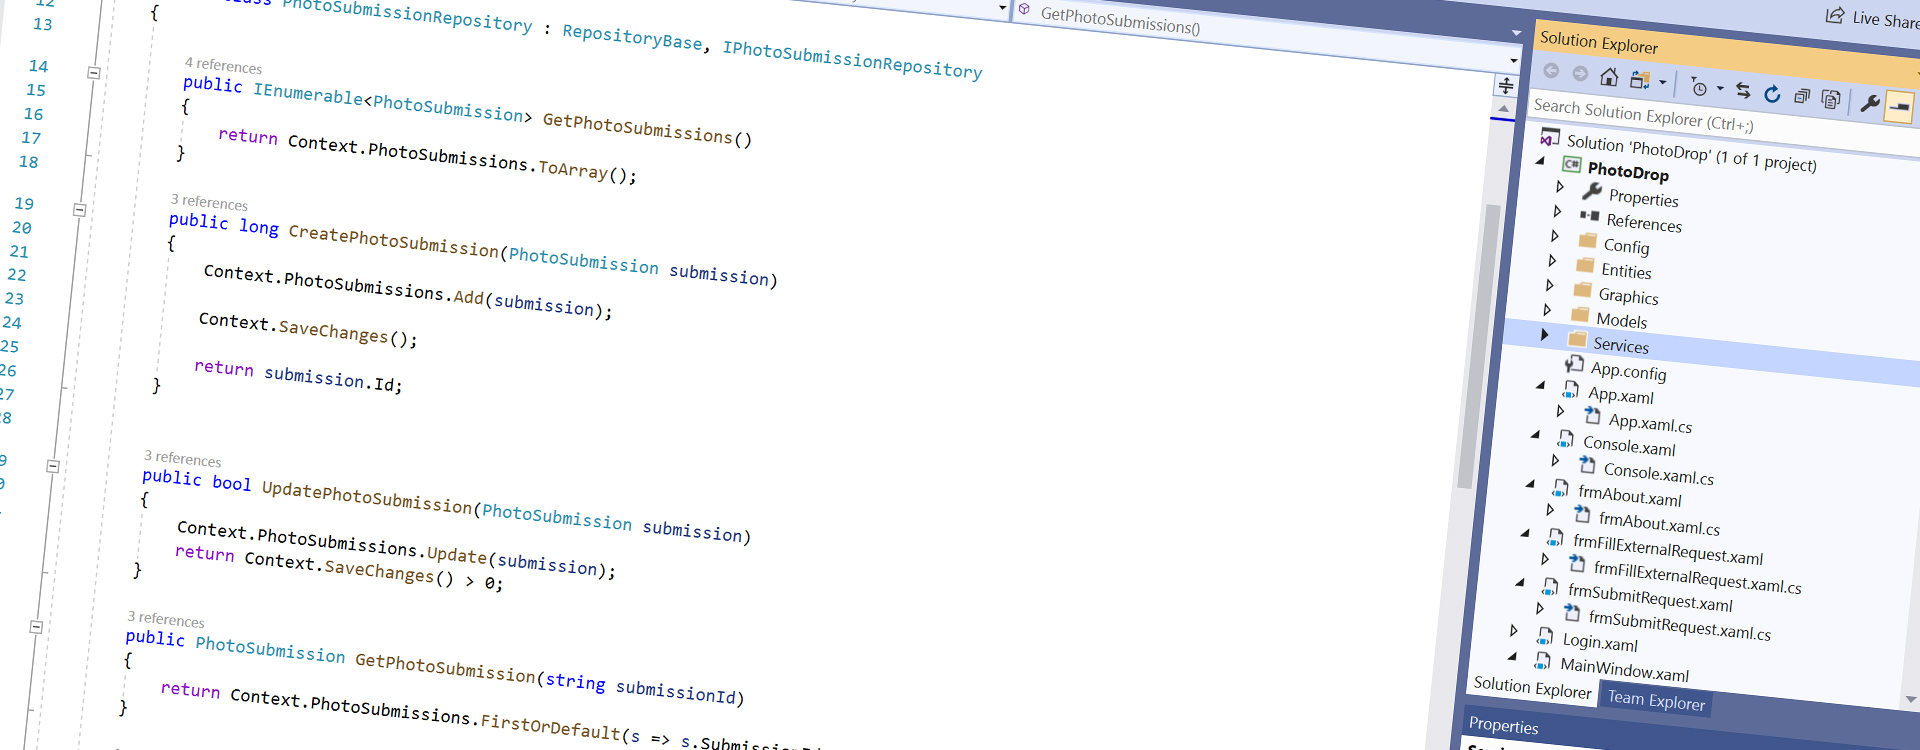 12
13
class PhotoSubmissionRepository : RepositoryBase, IPhotoSubmissionRepository
{
4 references
14 public IEnumerable<PhotoSubmission> GetPhotoSubmissions()
15 {
16 return Context.PhotoSubmissions.ToArray();
17 }
18
3 references
19 public long CreatePhotoSubmission(PhotoSubmission submission)
20 {
21 Context.PhotoSubmissions.Add(submission);
22
23 Context.SaveChanges();
24
25 return submission.Id;
26 }
27
28
3 references
public bool UpdatePhotoSubmission(PhotoSubmission submission)
{
Context.PhotoSubmissions.Update(submission);
return Context.SaveChanges() > 0;
}
3 references
public PhotoSubmission GetPhotoSubmission(string submissionId)
{
return Context.PhotoSubmissions.FirstOrDefault(s => s.
}
GetPhotoSubmissions()
Live Share
Solution Explorer
Search Solution Explorer (Ctrl+;)
Solution 'PhotoDrop' (1 of 1 project)
C# PhotoDrop
Properties
References
Config
Entities
Graphics
Models
Services
App.config
App.xaml
App.xaml.cs
Console.xaml
Console.xaml.cs
frmAbout.xaml
frmAbout.xaml.cs
frmFillExternalRequest.xaml
frmFillExternalRequest.xaml.cs
frmSubmitRequest.xaml
frmSubmitRequest.xaml.cs
Login.xaml
MainWindow.xaml
Solution Explorer Team Explorer
Properties